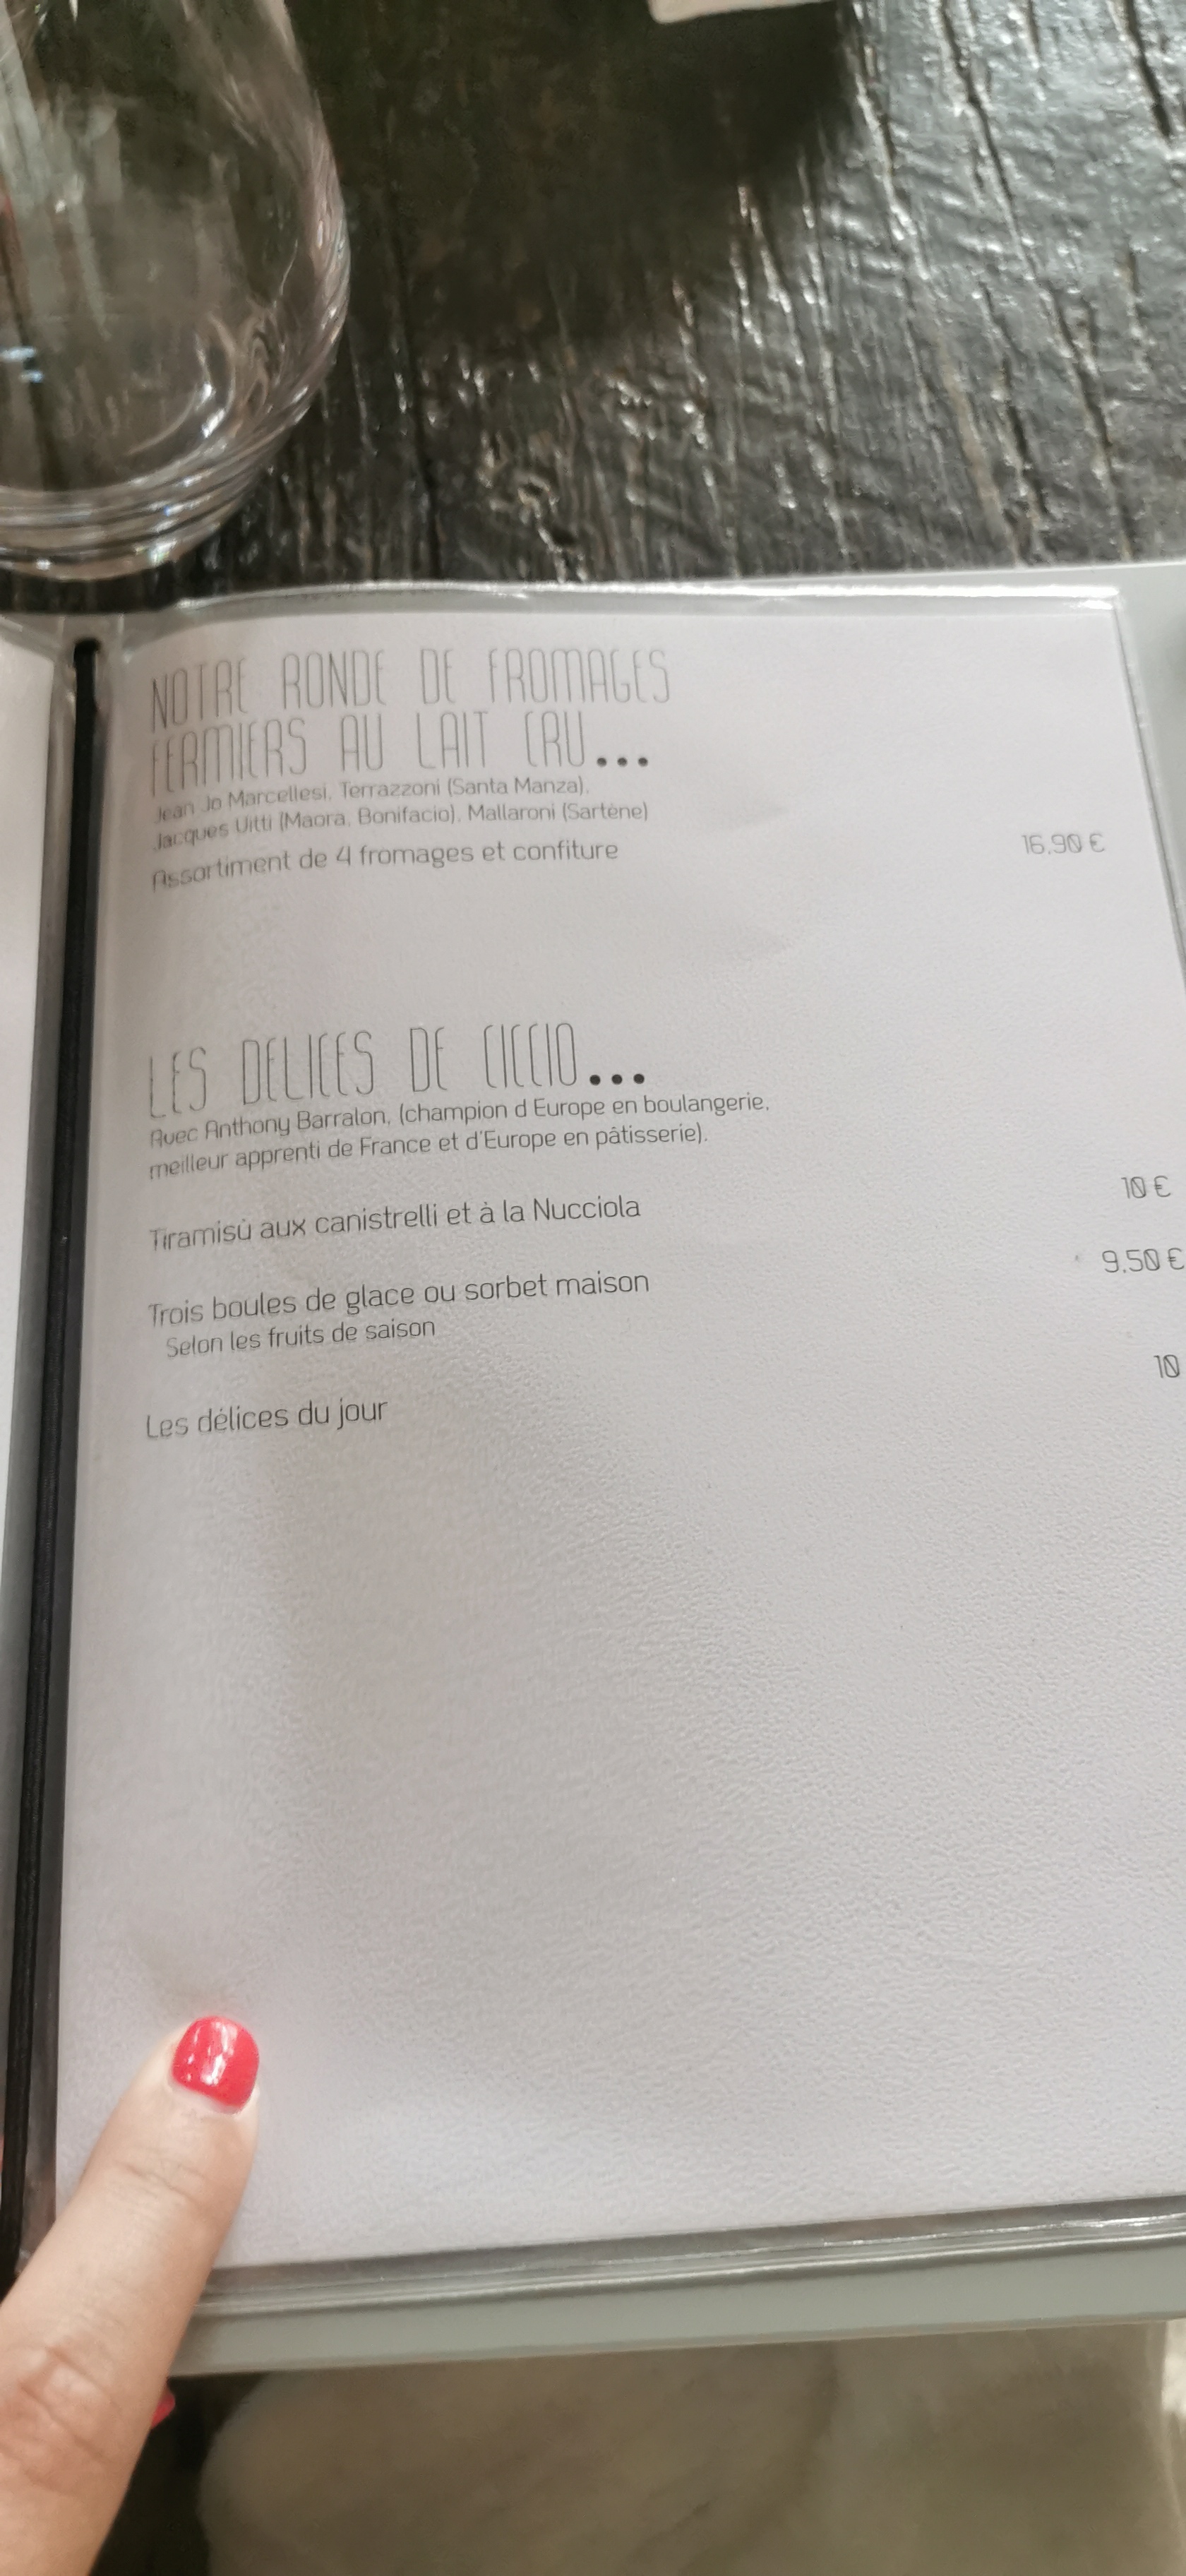 NOTRE RONDE DE FROMAGES
FERMIERS AU LAIT CRU...
Jean Jo Marcellesi, Terrazzoni (Santa Manza),
Jacques Vitti (Maora, Bonifacio), Mallaroni (Sartène)
Assortiment de 4 fromages et confiture 16,90 €
LES DELICES DE CICCIO...
Avec Anthony Barralon, (champion d'Europe en boulangerie,
meilleur apprenti de France et d'Europe en pâtisserie).
Tiramisù aux canistrelli et à la Nucciola 10 €
Trois boules de glace ou sorbet maison 9,50 €
Selon les fruits de saison
Les délices du jour 10